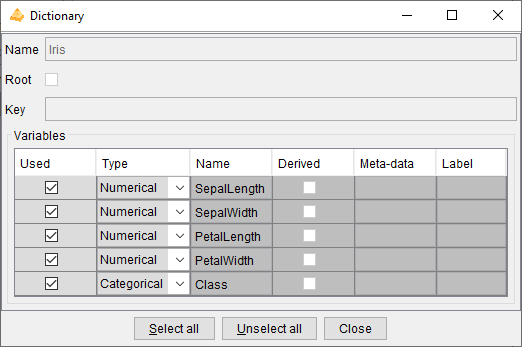 Dictionary
Name Iris
Root
Key
Variables
Used Type Name Derived Meta-data Label
Numerical SepalLength
Numerical SepalWidth
Numerical PetalLength
Numerical PetalWidth
Categorical Class
Select all Unselect all Close